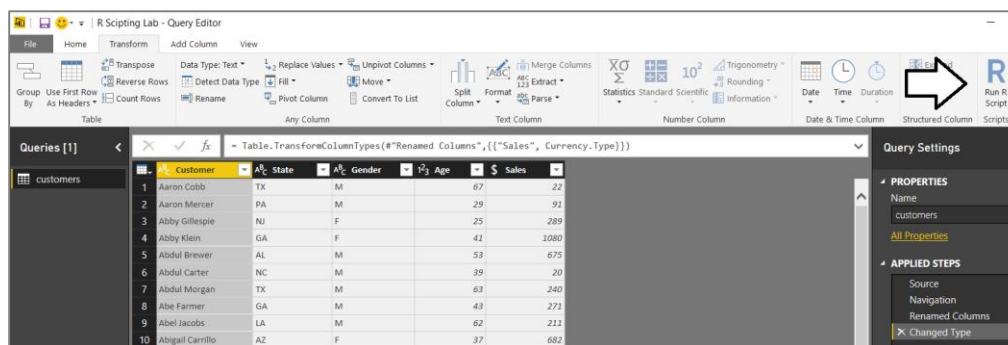 R Scipting Lab - Query Editor
File Home Transform Add Column View
Transpose Data Type: Text Replace Values Unpivot Columns Merge Columns Trigonometry
Reverse Rows Detect Data Type Fill Move Extract Rounding
Group By Use First Row As Headers Count Rows Rename Pivot Column Convert To List Split Column Format Parse Statistics Standard Scientific Information Date Time Duration Run R Script
Table Any Column Text Column Number Column Date & Time Column Structured Column Scripts
Queries [1] = Table.TransformColumnTypes(#"Renamed Columns",{{"Sales", Currency.Type}}) Query Settings
customers
Customer State Gender Age $ Sales
1 Aaron Cobb TX M 67 22
2 Aaron Mercer PA M 29 91
3 Abby Gillespie NJ F 25 289
4 Abby Klein GA F 41 1080
5 Abdul Brewer AL M 53 675
6 Abdul Carter NC M 39 20
7 Abdul Morgan TX M 63 240
8 Abe Farmer GA M 43 271
9 Abel Jacobs LA M 62 211
10 Abigail Carrillo AZ F 37 682
PROPERTIES
Name
customers
All Properties
APPLIED STEPS
Source
Navigation
Renamed Columns
Changed Type